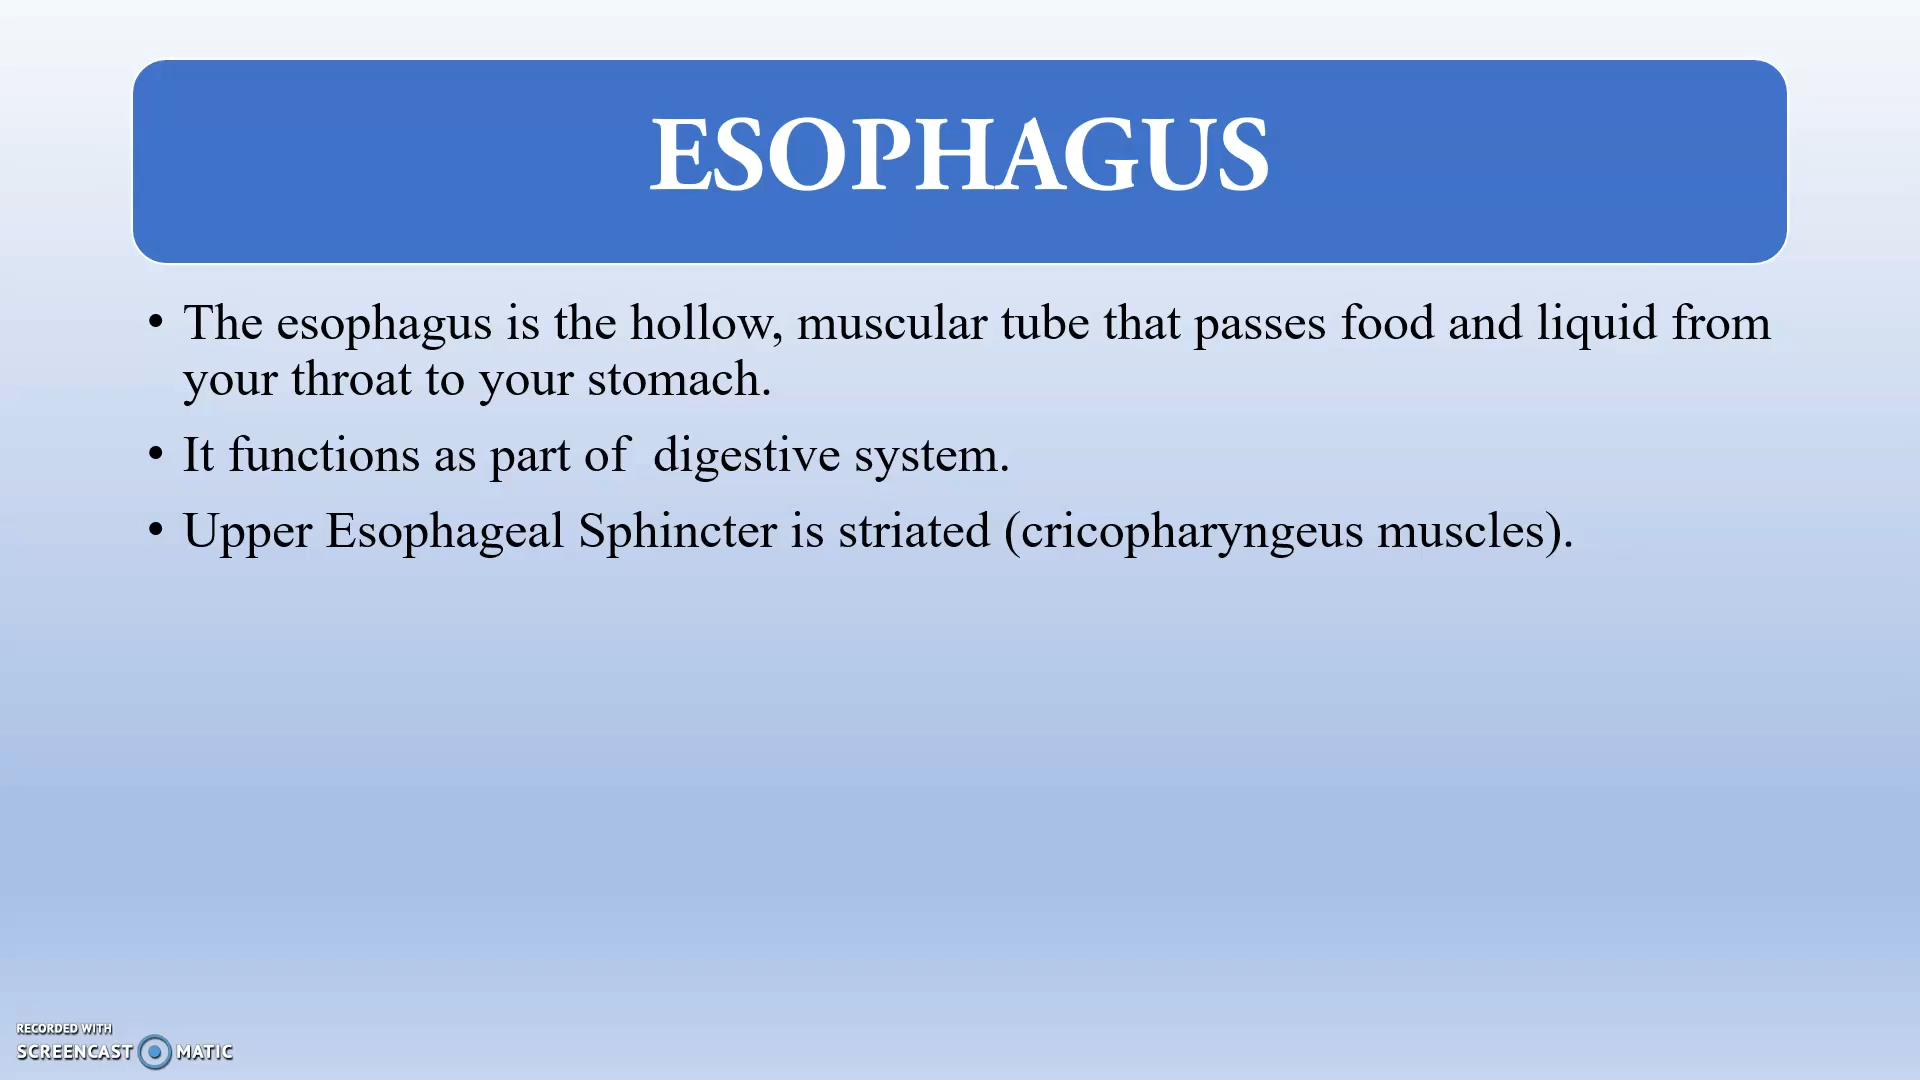 ESOPHAGUS
• The esophagus is the hollow, muscular tube that passes food and liquid from
your throat to your stomach.
• It functions as part of  digestive system.
• Upper Esophageal Sphincter is striated (cricopharyngeus muscles).
RECORDED WITH
SCREENCAST MATIC